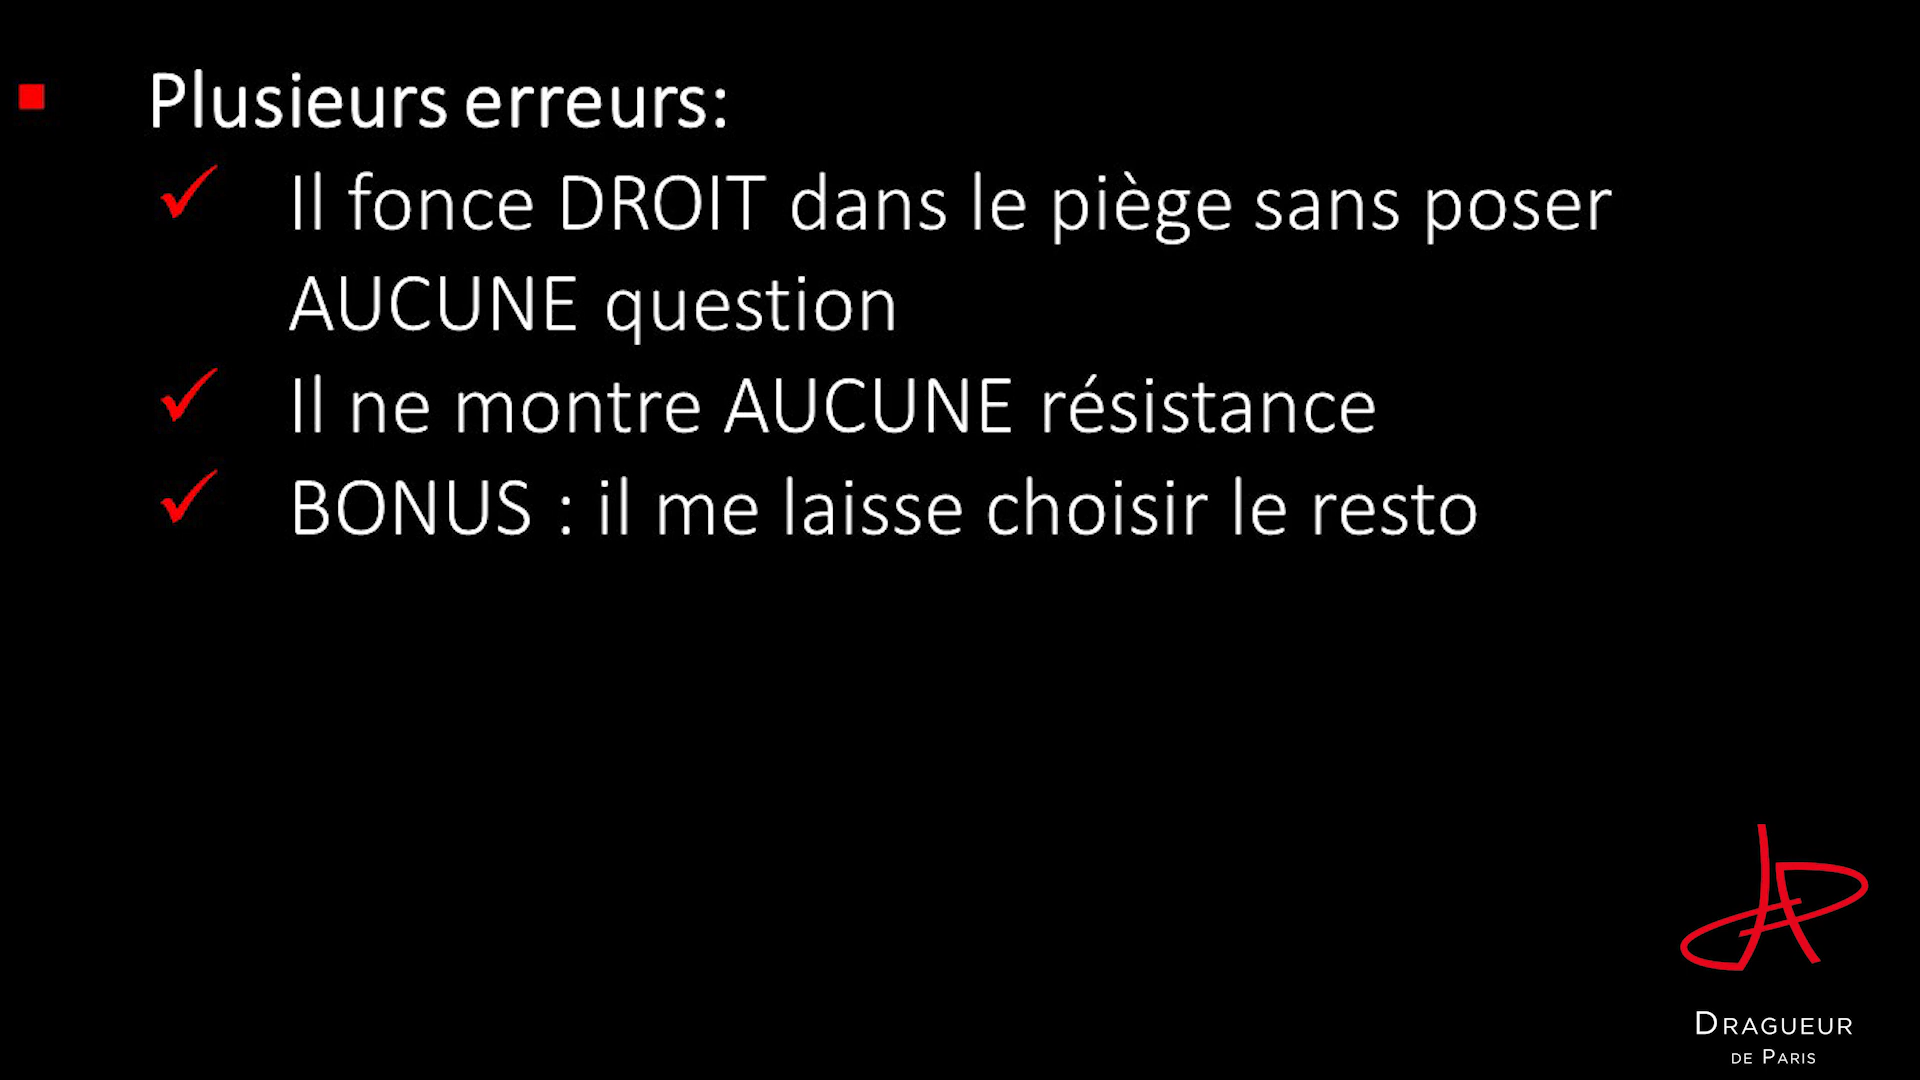 Plusieurs erreurs:
Il fonce DROIT dans le piège sans poser
AUCUNE question
Il ne montre AUCUNE résistance
BONUS : il me laisse choisir le resto
DRAGUEUR
DE PARIS